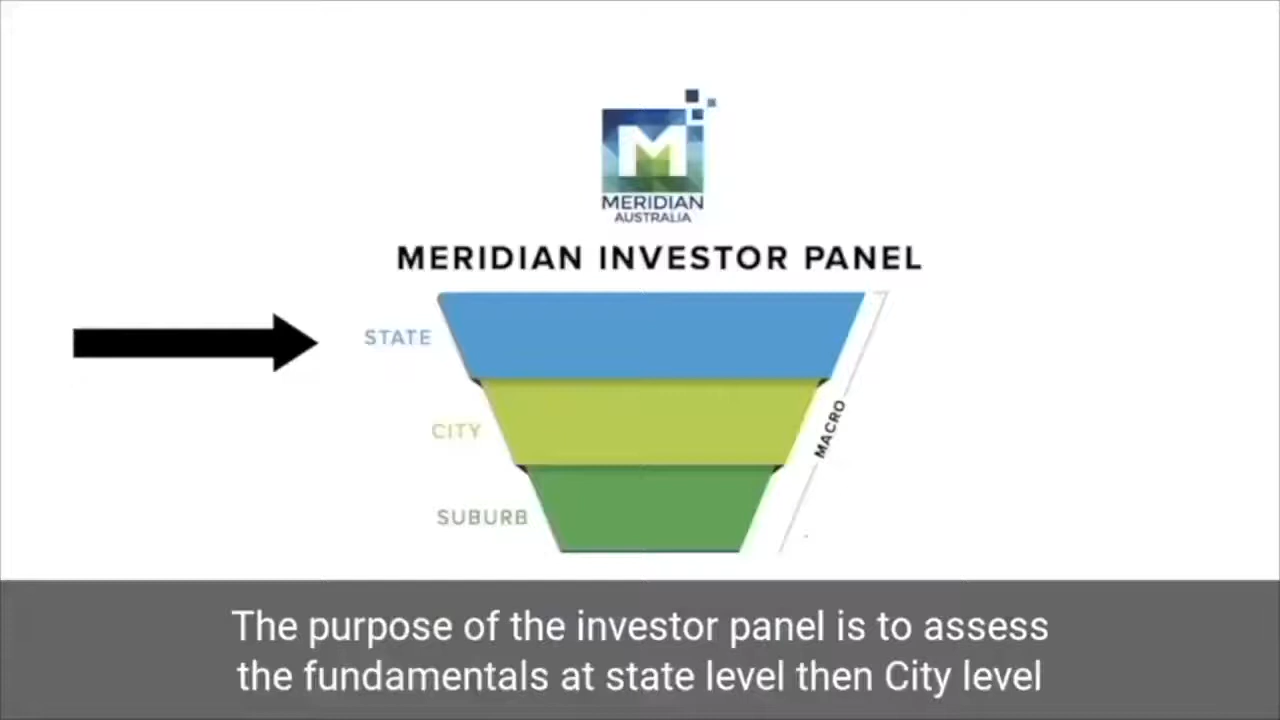 M
MERIDIAN
AUSTRALIA
MERIDIAN INVESTOR PANEL
STATE
CITY
MACRO
SUBURB
The purpose of the investor panel is to assess
the fundamentals at state level then City level